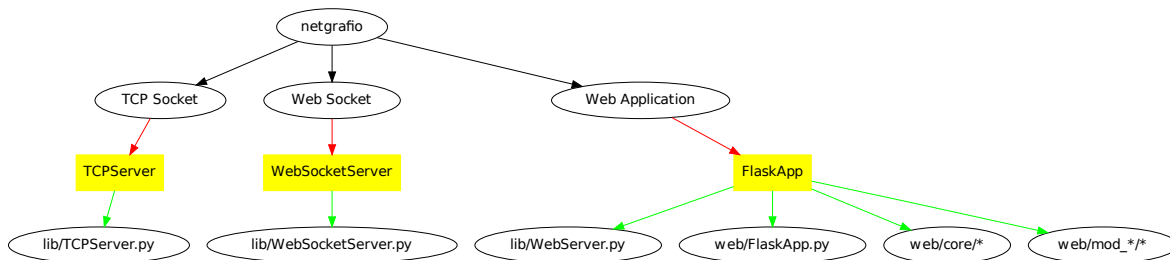 netgrafio
TCP Socket
Web Socket
Web Application
TCPServer
WebSocketServer
FlaskApp
lib/TCPServer.py
lib/WebSocketServer.py
lib/WebServer.py
web/FlaskApp.py
web/core/*
web/mod_*/*